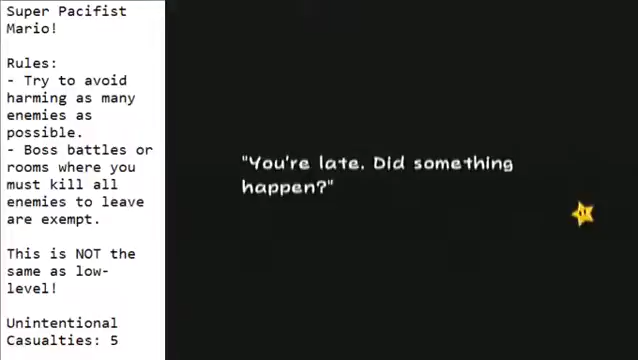 Super Pacifist
Mario!
Rules:
- Try to avoid
harming as many
enemies as
possible.
- Boss battles or
rooms where you
must kill all
enemies to leave
are exempt.
This is NOT the
same as low-
level!
Unintentional
Casualties: 5
"You're late. Did something
happen?"